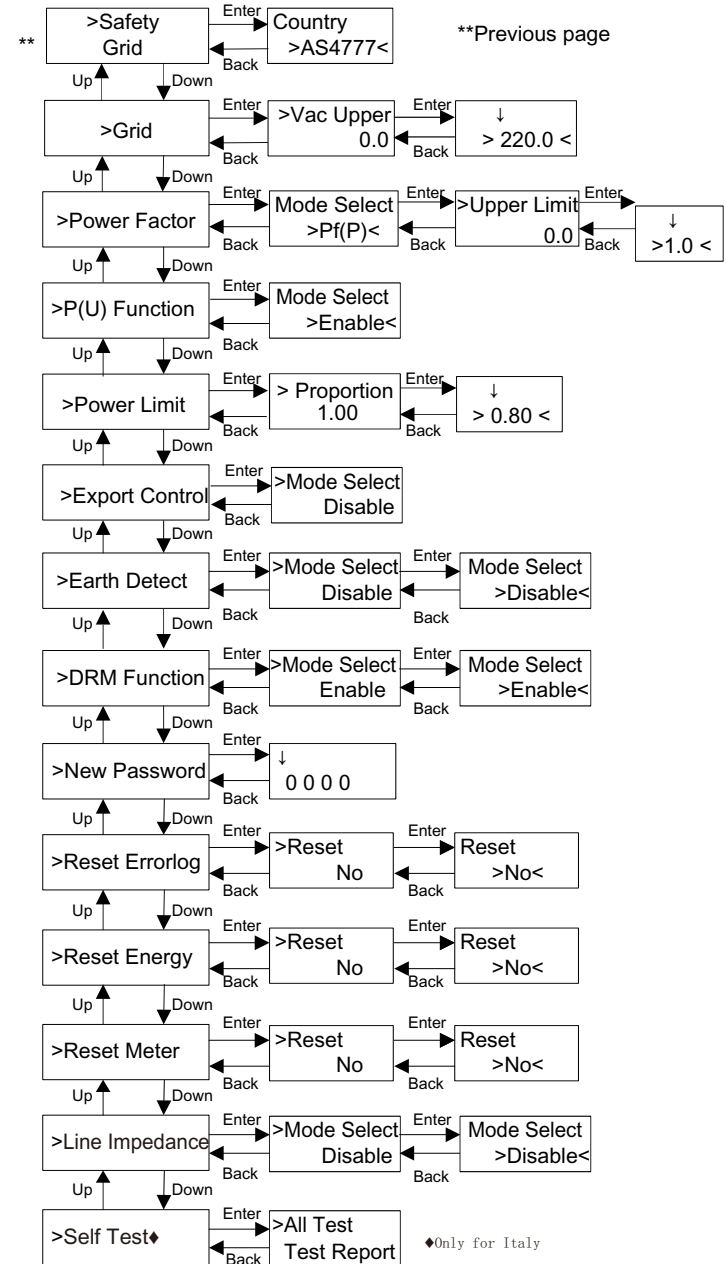 >Safety
Grid
Enter
Back
Country
>AS4777<
**
**Previous page
Up
Down
>Grid
Enter
Back
>Vac Upper
0.0
Enter
Back
↓
> 220.0 <
Up
Down
>Power Factor
Enter
Back
Mode Select
>Pf(P)<
Enter
Back
>Upper Limit
0.0
Enter
Back
↓
>1.0 <
Up
Down
>P(U) Function
Enter
Back
Mode Select
>Enable<
Up
Down
>Power Limit
Enter
Back
> Proportion
1.00
Enter
Back
↓
> 0.80 <
Up
Down
>Export Control
Enter
Back
>Mode Select
Disable
Up
Down
>Earth Detect
Enter
Back
>Mode Select
Disable
Enter
Back
Mode Select
>Disable<
Up
Down
>DRM Function
Enter
Back
>Mode Select
Enable
Enter
Back
Mode Select
>Enable<
Up
Down
>New Password
Enter
Back
↓
0 0 0 0
Up
Down
>Reset Errorlog
Enter
Back
>Reset
No
Enter
Back
Reset
>No<
Up
Down
>Reset Energy
Enter
Back
>Reset
No
Enter
Back
Reset
>No<
Up
Down
>Reset Meter
Enter
Back
>Reset
No
Enter
Back
Reset
>No<
Up
Down
>Line Impedance
Enter
Back
>Mode Select
Disable
Enter
Back
Mode Select
>Disable<
Up
Down
>Self Test♦
Enter
Back
>All Test
Test Report
♦Only for Italy